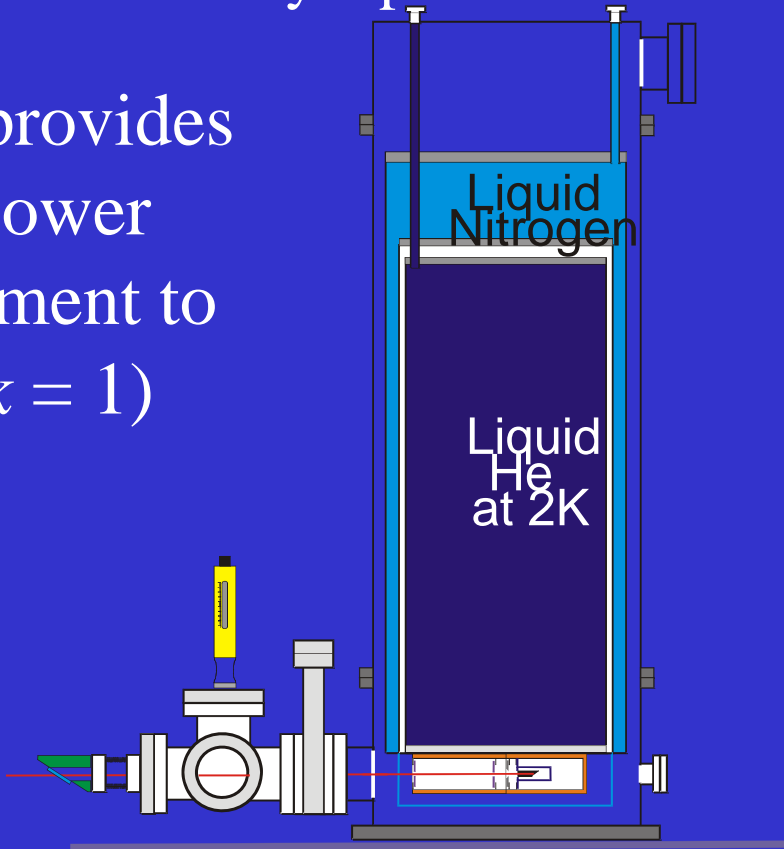 provides
ower
ment to
k = 1)
Liquid
Nitrogen
Liquid
He
at 2K